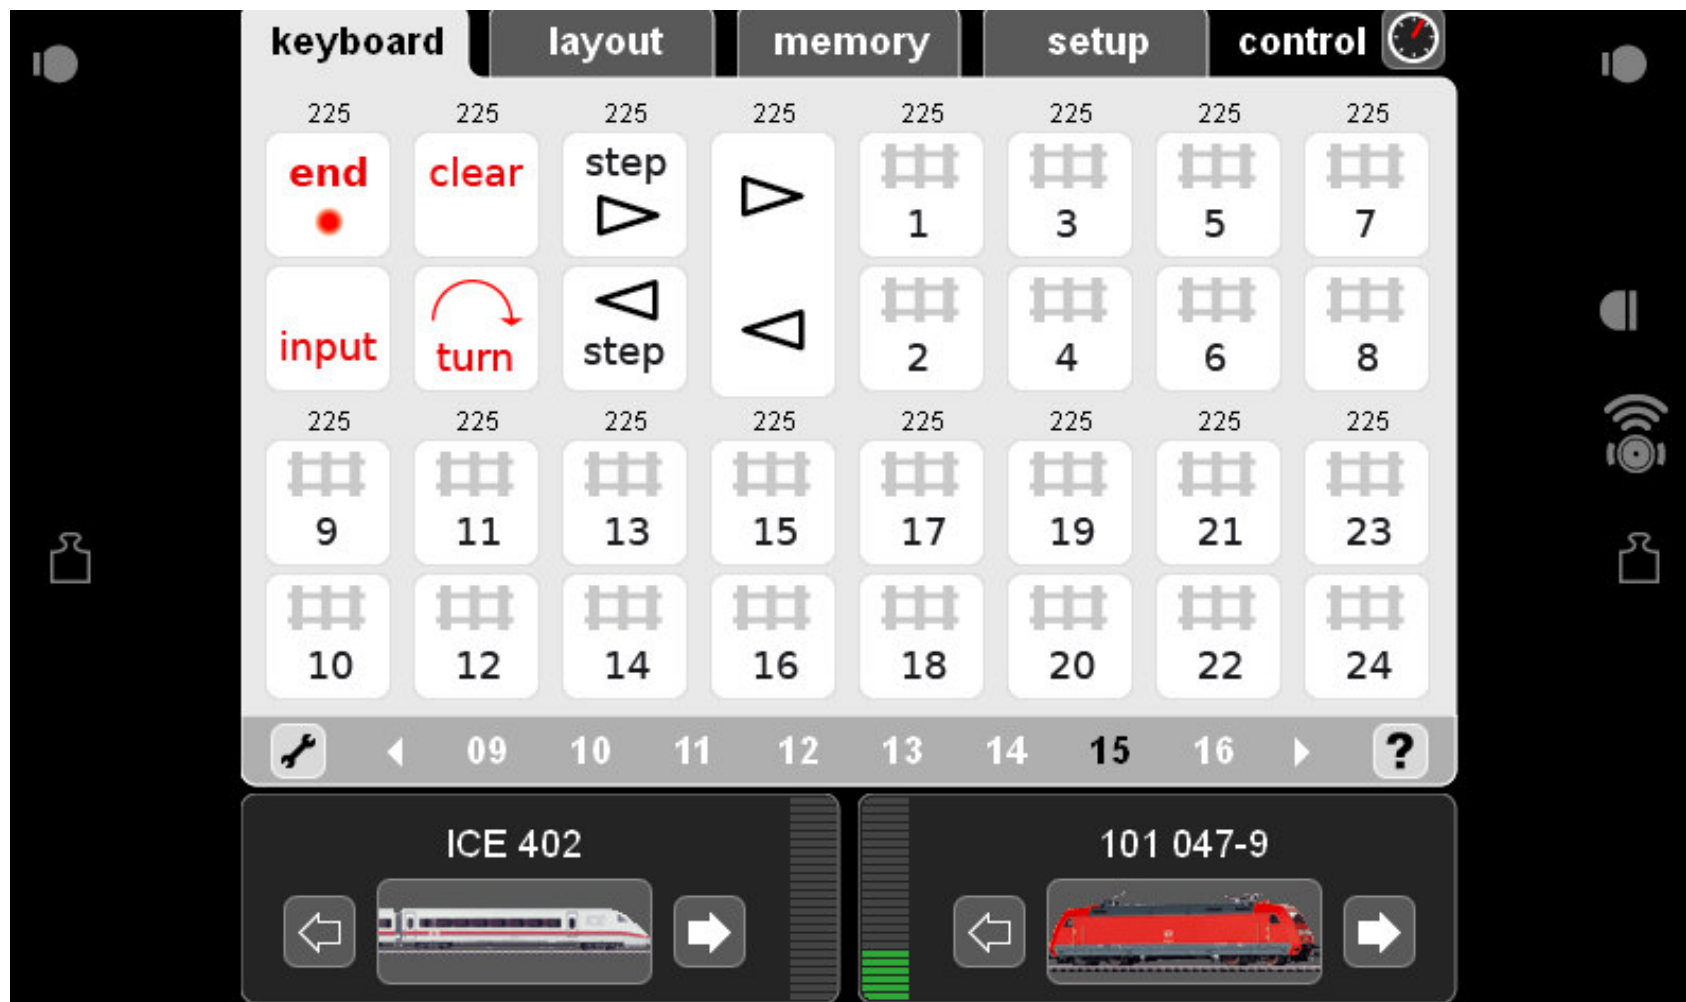 keyboard layout memory setup control
225 225 225 225 225 225 225 225
end clear step 1 3 5 7
input turn step 2 4 6 8
225 225 225 225 225 225 225 225
9 11 13 15 17 19 21 23
10 12 14 16 18 20 22 24
09 10 11 12 13 14 15 16 ?
ICE 402 101 047-9